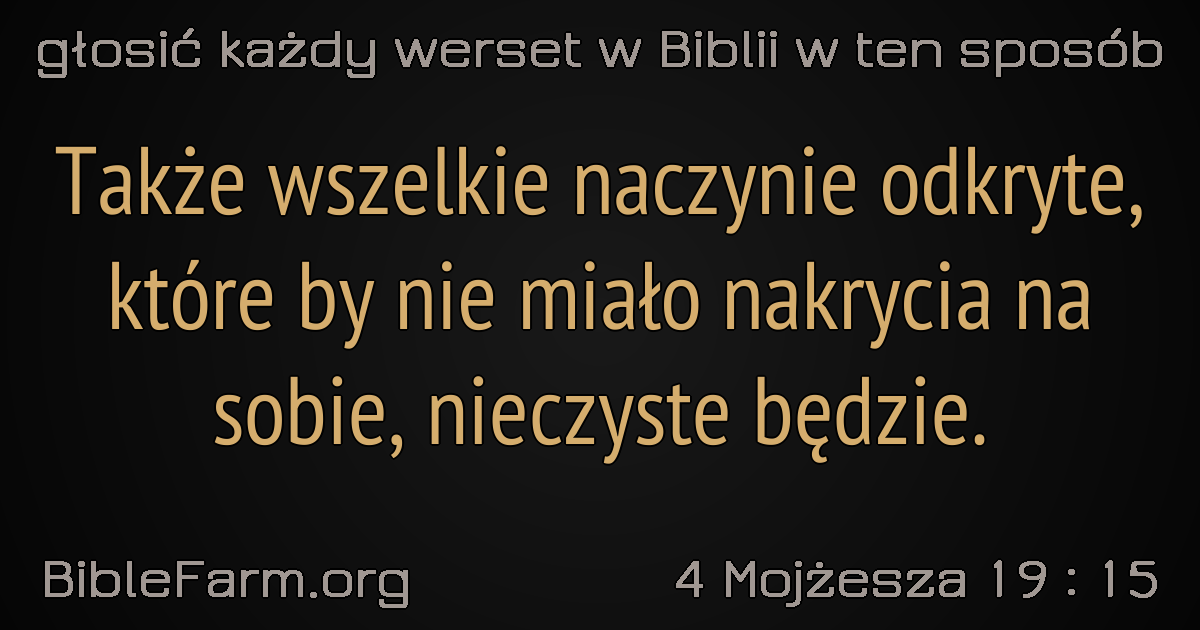 głosić każdy werset w Biblii w ten sposób
Także wszelkie naczynie odkryte,
które by nie miało nakrycia na
sobie, nieczyste będzie.
BibleFarm.org
4 Mojżesza 19 : 15